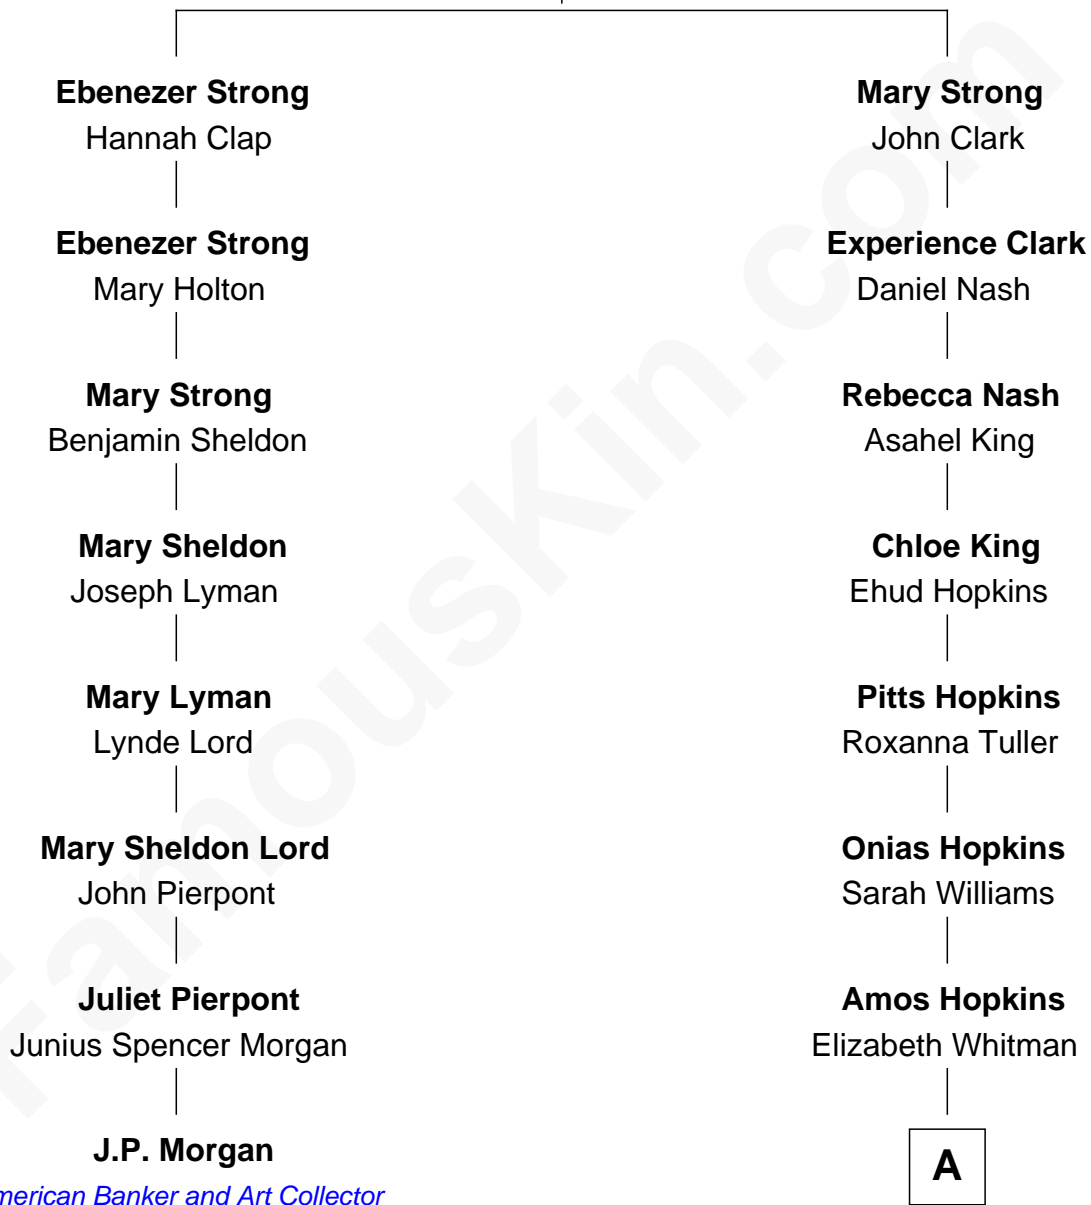 Ebenezer Strong
Hannah Clap
Ebenezer Strong
Mary Holton
Mary Strong
Benjamin Sheldon
Mary Sheldon
Joseph Lyman
Mary Lyman
Lynde Lord
Mary Sheldon Lord
John Pierpont
Juliet Pierpont
Junius Spencer Morgan
J.P. Morgan
merican Banker and Art Collector
Mary Strong
John Clark
Experience Clark
Daniel Nash
Rebecca Nash
Asahel King
Chloe King
Ehud Hopkins
Pitts Hopkins
Roxanna Tuller
Onias Hopkins
Sarah Williams
Amos Hopkins
Elizabeth Whitman
A
FamousKin.com